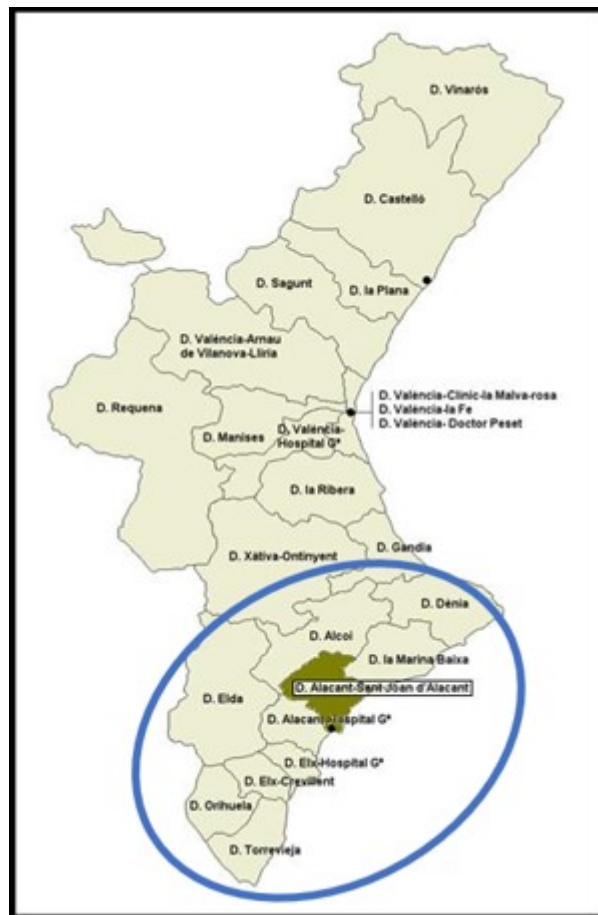 D. Vinaròs
D. Castelló
D. Sagunt
D. la Plana
D. València-Arnau
de Vilanova-Llíria
D. Requena
D. Manises
D. València-
Hospital Gª
D. València-Clínic-la Malva-rosa
D. València-la Fe
D. València- Doctor Peset
D. la Ribera
D. Xàtiva-Ontinyent
D. Gandia
D. Dénia
D. Alcoi
D. la Marina Baixa
D. Alacant-Sant Joan d'Alacant
D. Elda
D. Alacant-Hospital Gª
D. Elx-Hospital Gª
D. Elx-Crevillent
D. Orihuela
D. Torrevieja